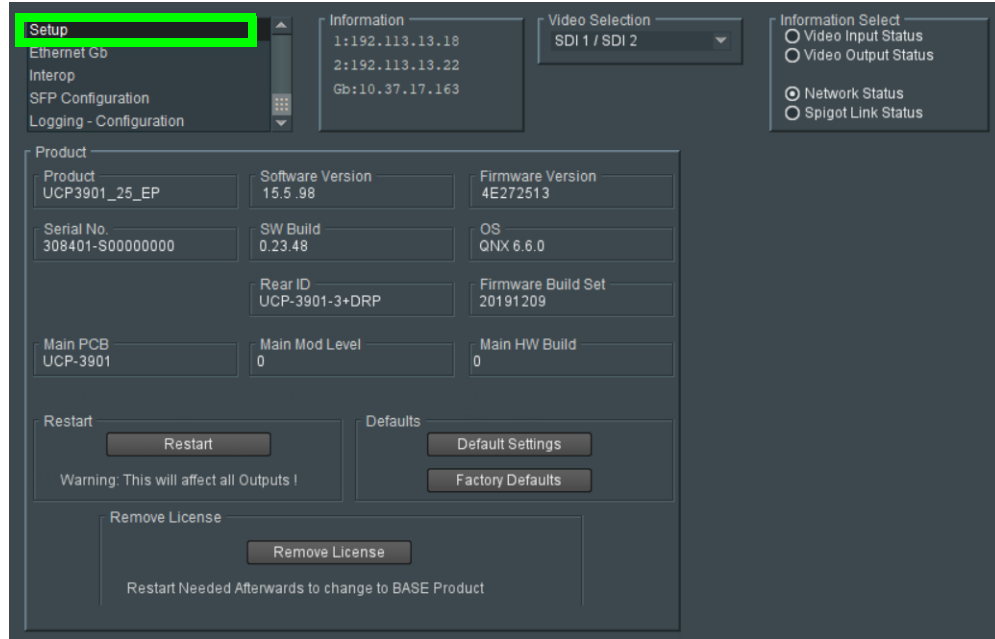 Setup
Ethernet Gb
Interop
SFP Configuration
Logging - Configuration
Information
1:192.113.13.18
2:192.113.13.22
Gb:10.37.17.163
Video Selection
SDI 1 / SDI 2
Information Select
Video Input Status
Video Output Status
Network Status
Spigot Link Status
Product
Product
UCP3901_25_EP
Software Version
15.5 .98
Firmware Version
4E272513
Serial No.
308401-S00000000
SW Build
0.23.48
OS
QNX 6.6.0
Rear ID
UCP-3901-3+DRP
Firmware Build Set
20191209
Main PCB
UCP-3901
Main Mod Level
0
Main HW Build
0
Restart
Restart
Warning: This will affect all Outputs !
Defaults
Default Settings
Factory Defaults
Remove License
Remove License
Restart Needed Afterwards to change to BASE Product